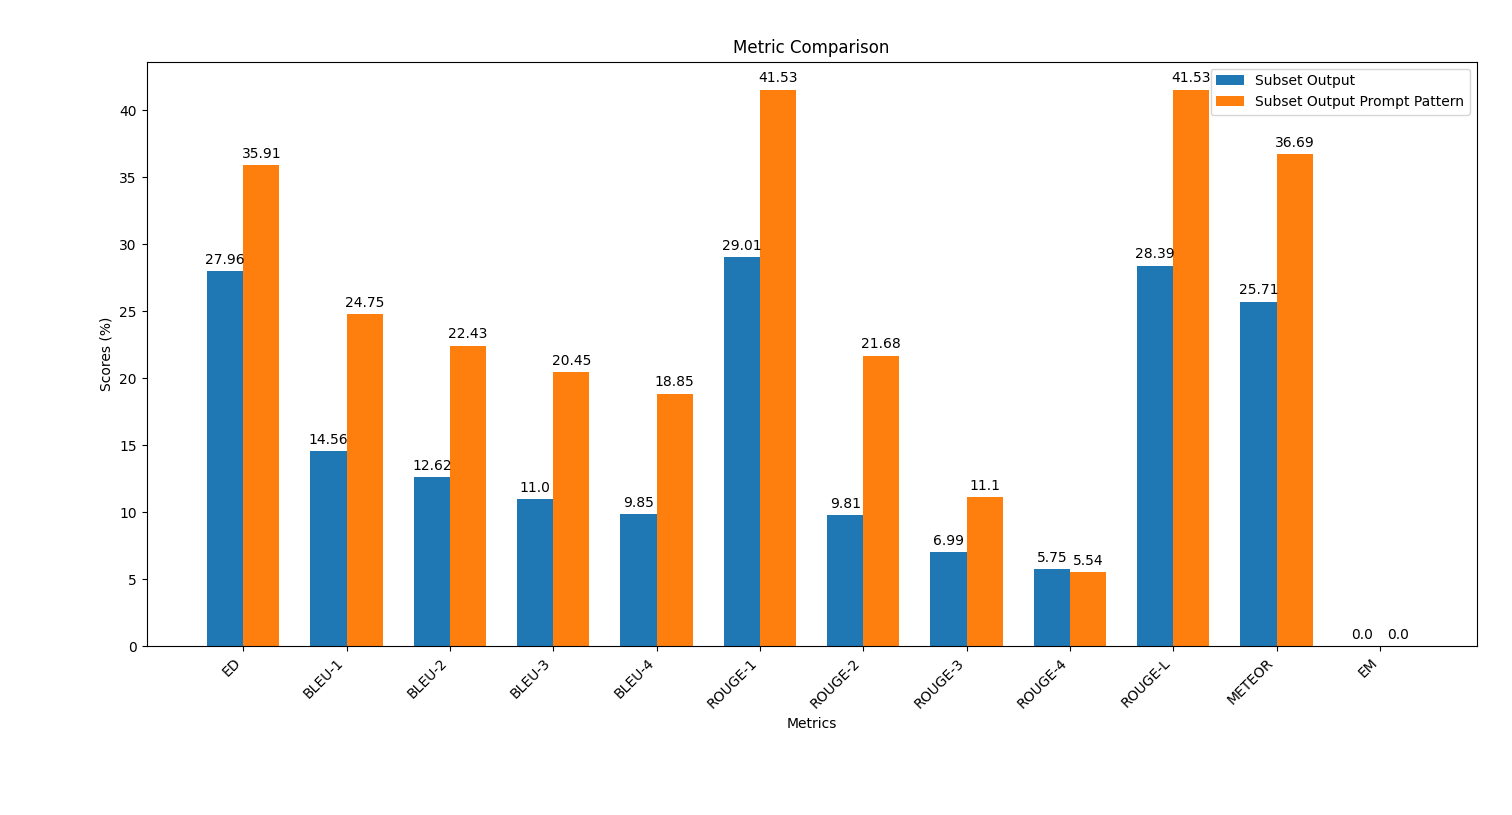 Metric Comparison
Subset Output
Subset Output Prompt Pattern
Scores (%)
40
35
30
25
20
15
10
5
0
27.96
35.91
14.56
24.75
12.62
22.43
11.0
20.45
9.85
18.85
29.01
41.53
9.81
21.68
6.99
11.1
5.75
5.54
28.39
41.53
25.71
36.69
0.0
0.0
ED
BLEU-1
BLEU-2
BLEU-3
BLEU-4
ROUGE-1
ROUGE-2
ROUGE-3
ROUGE-4
ROUGE-L
METEOR
EM
Metrics